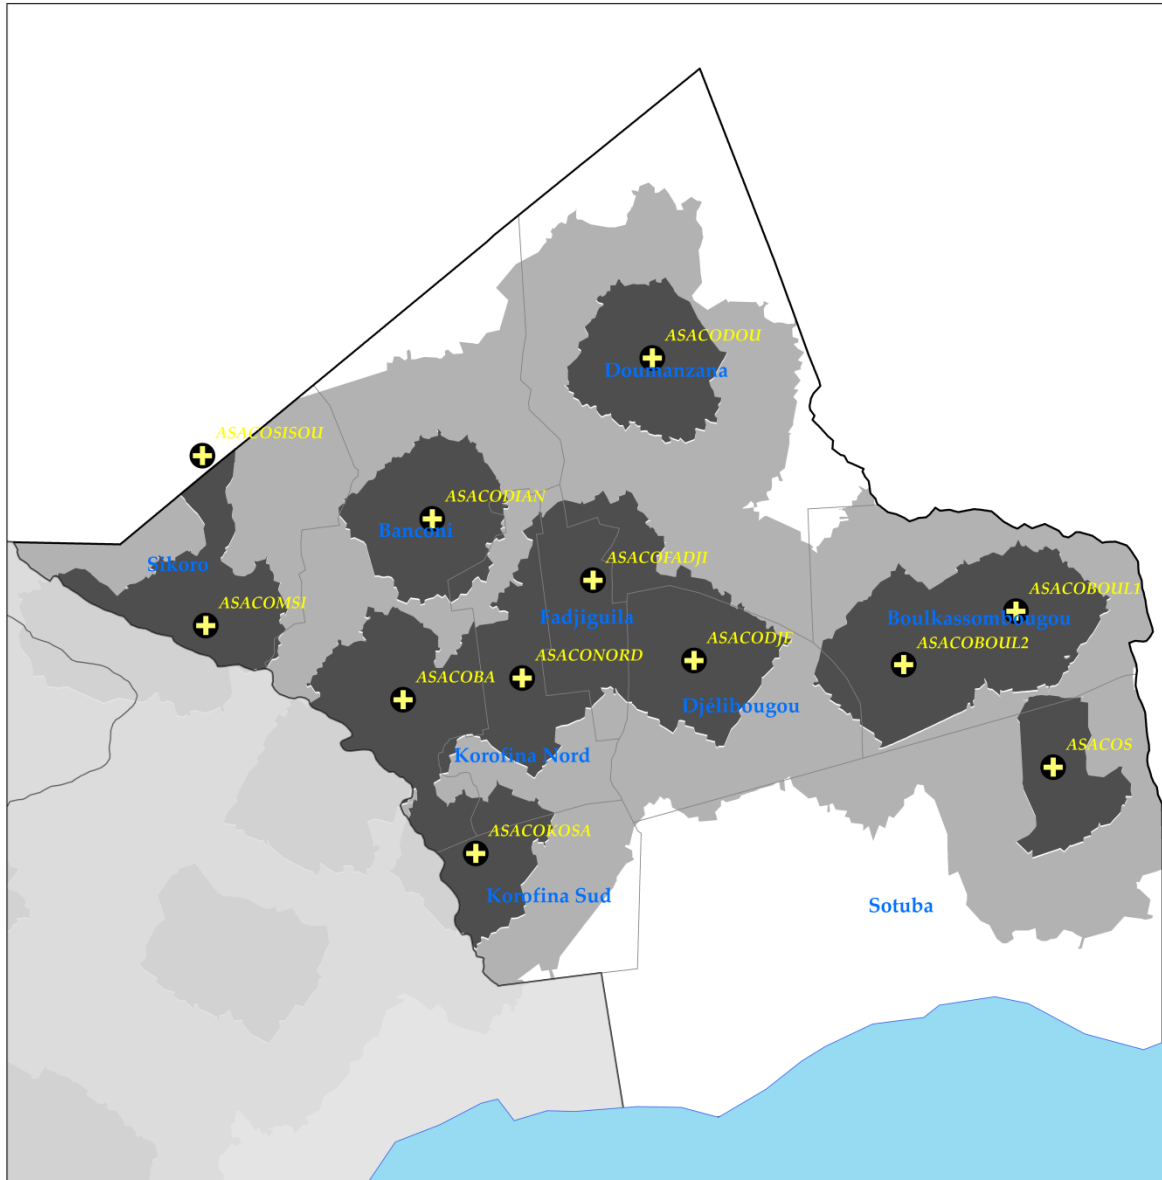 ASACODOU
Doumanzana
ASACOSISOU
ASACODIAN
Banconi
ASACOFADJI
Sikoro
ASACOMSI
Fadjiguila
ASACOBOUL1
Boulkassombougou
ASACOBOUL2
ASACODJE
ASACONORD
ASACOBA
Djélibougou
Korofina Nord
ASACOS
ASACOKOSA
Korofina Sud
Sotuba